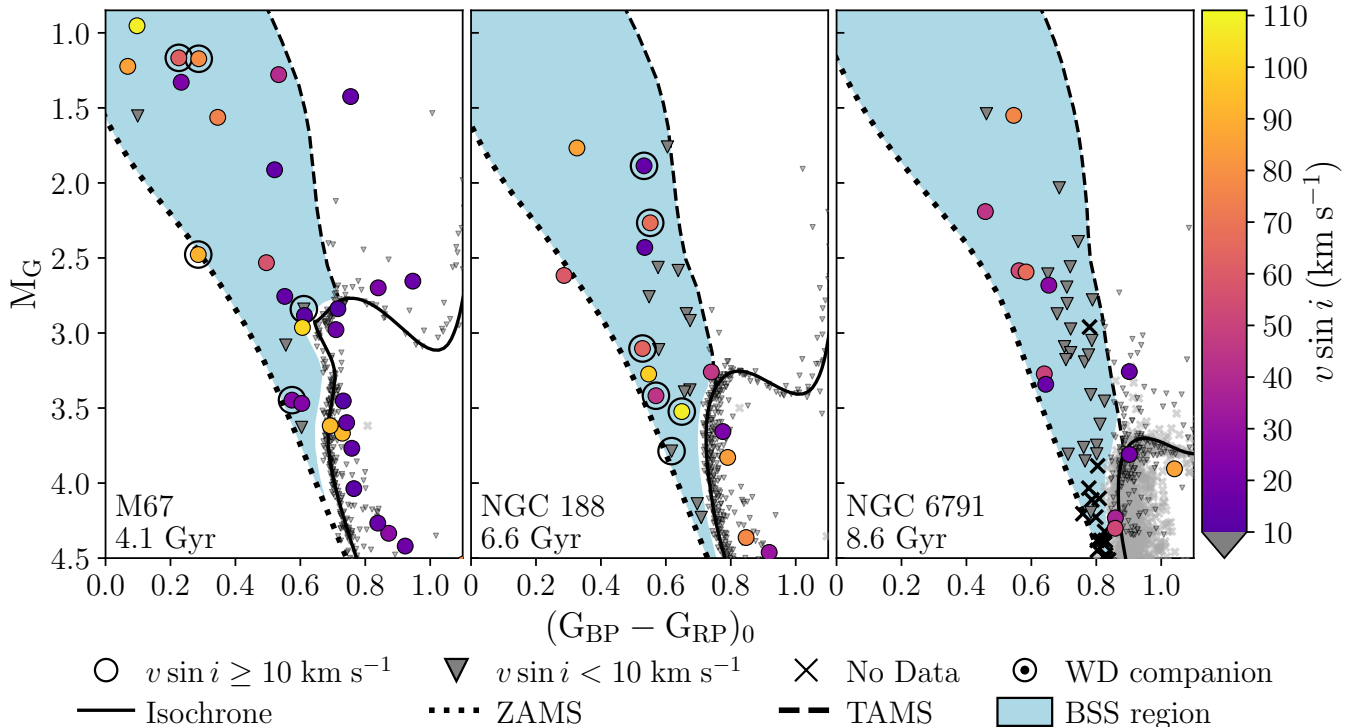 M67
4.1 Gyr
NGC 188
6.6 Gyr
NGC 6791
8.6 Gyr
1.0
1.5
2.0
2.5
3.0
3.5
4.0
4.5
M_G
0.0 0.2 0.4 0.6 0.8 1.0
0.0 0.2 0.4 0.6 0.8 1.0
0.0 0.2 0.4 0.6 0.8 1.0
(G_BP − G_RP)_0
110
100
90
80
70
60
50
40
30
20
10
v sin i (km s⁻¹)
v sin i ≥ 10 km s⁻¹
v sin i < 10 km s⁻¹
No Data
WD companion
Isochrone
ZAMS
TAMS
BSS region